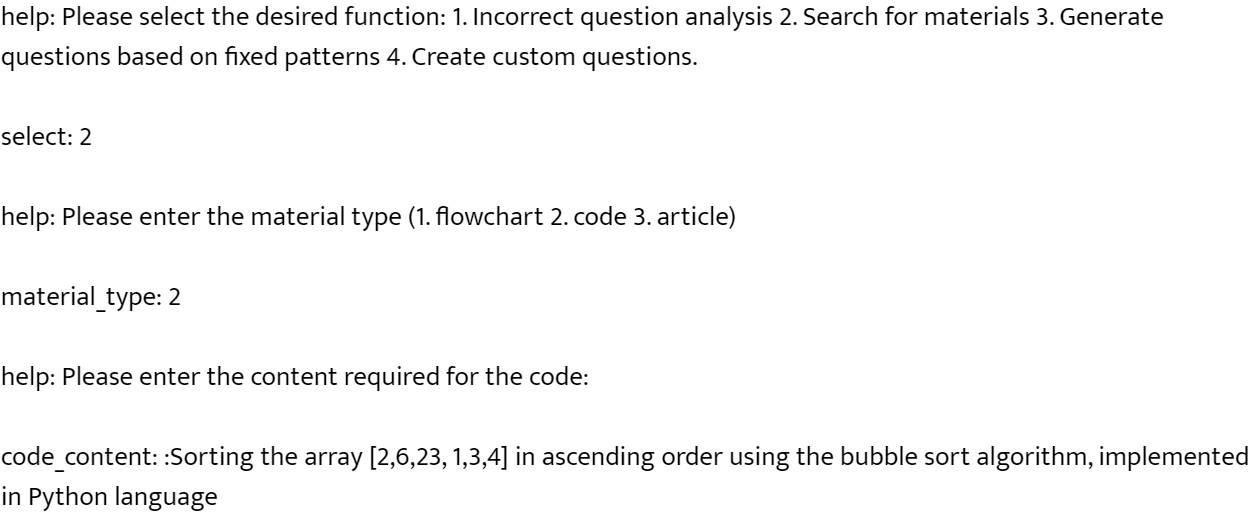 help: Please select the desired function: 1. Incorrect question analysis 2. Search for materials 3. Generate
questions based on fixed patterns 4. Create custom questions.
select: 2
help: Please enter the material type (1. flowchart 2. code 3. article)
material_type: 2
help: Please enter the content required for the code:
code_content: :Sorting the array [2,6,23, 1,3,4] in ascending order using the bubble sort algorithm, implemented
in Python language